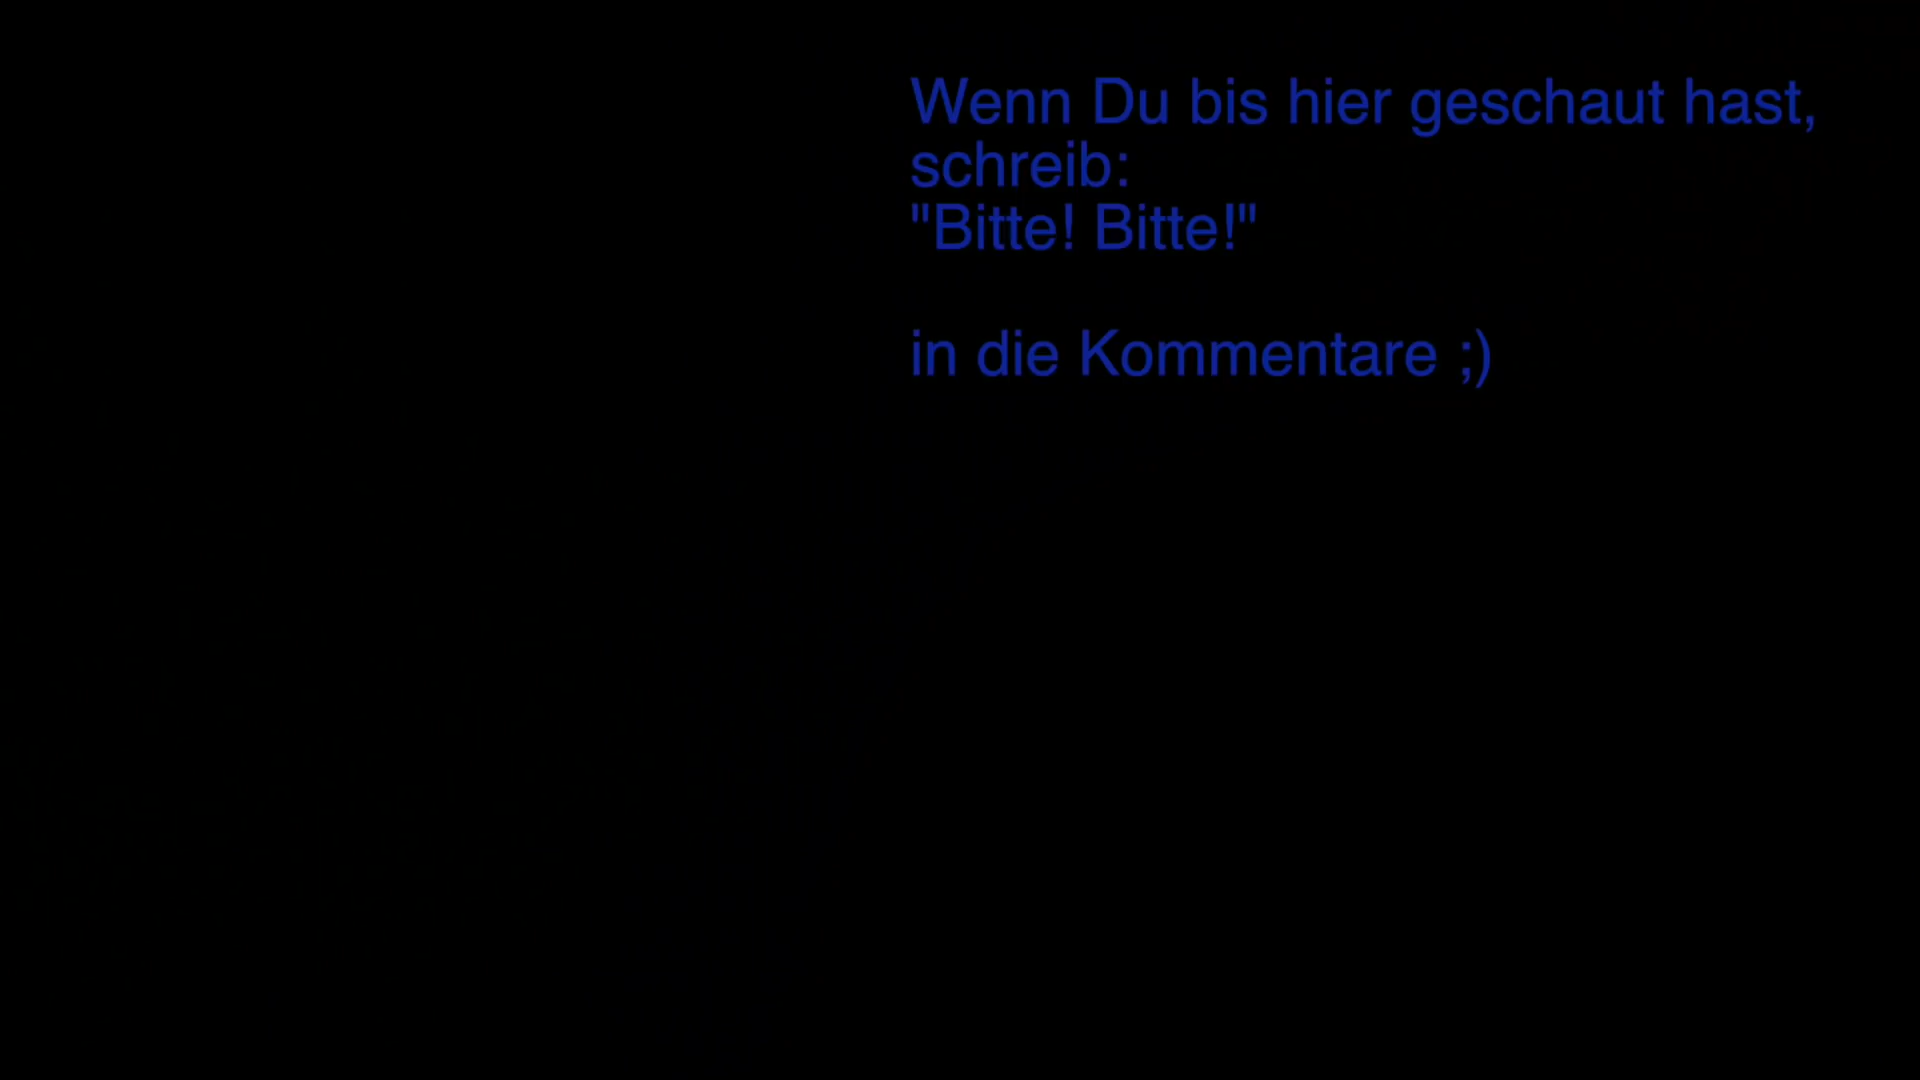 Wenn Du bis hier geschaut hast,
schreib:
"Bitte! Bitte!"
in die Kommentare ;)